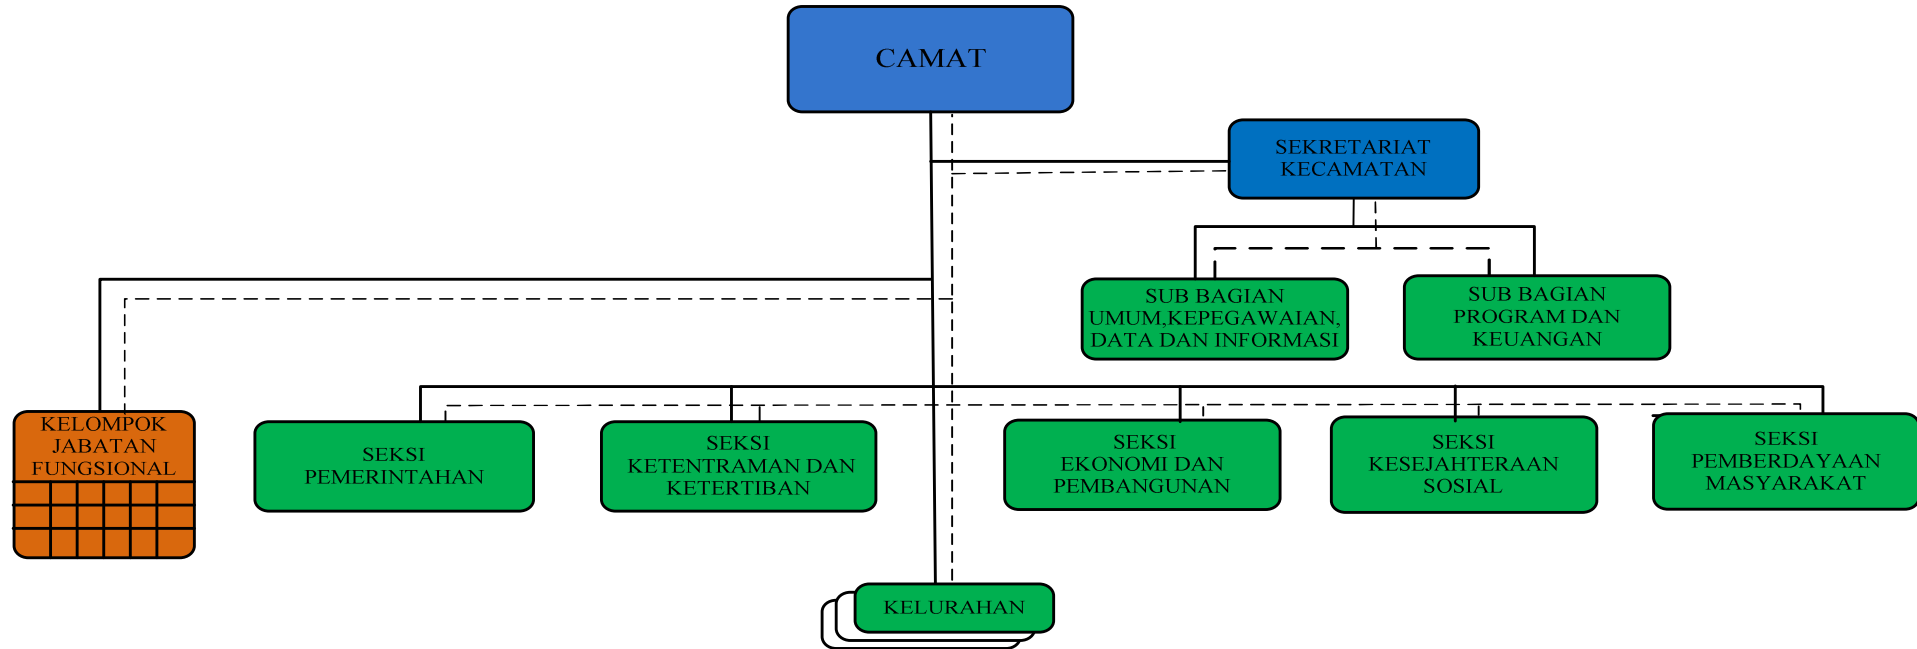 CAMAT
SEKRETARIAT
KECAMATAN
SUB BAGIAN
UMUM,KEPEGAWAIAN,
DATA DAN INFORMASI
SUB BAGIAN
PROGRAM DAN
KEUANGAN
KELOMPOK
JABATAN
FUNGSIONAL
SEKSI
PEMERINTAHAN
SEKSI
KETENTRAMAN DAN
KETERTIBAN
SEKSI
EKONOMI DAN
PEMBANGUNAN
SEKSI
KESEJAHTERAAN
SOSIAL
SEKSI
PEMBERDAYAAN
MASYARAKAT
KELURAHAN